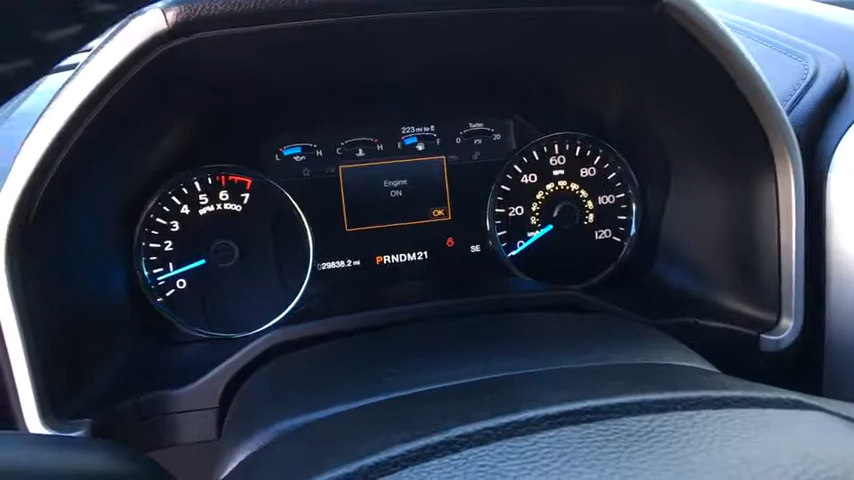 223 mi to E
Turbo
L H C H E F 0 PSI 20
Engine
ON
OK
0 1 2 3 4 5 6 7
RPM X 1000
0 20 40 60 80 100 120
MPH
029838.2 mi
PRNDM21
SE